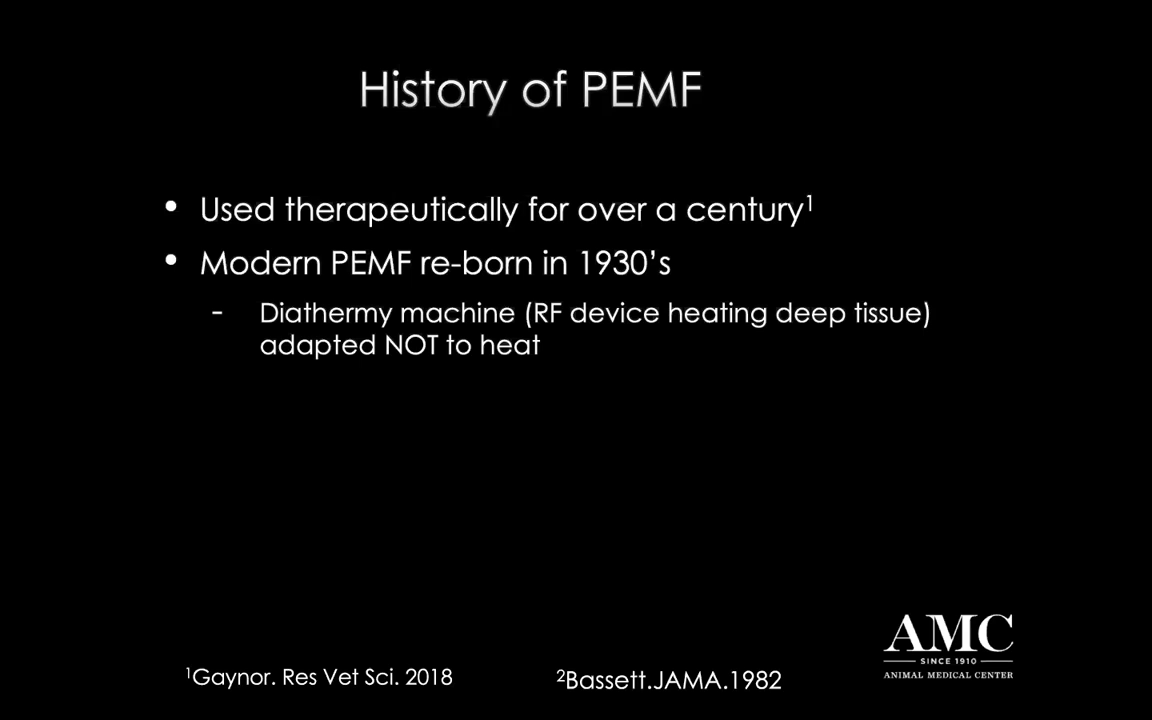 History of PEMF
• Used therapeutically for over a century¹
• Modern PEMF re-born in 1930's
- Diathermy machine (RF device heating deep tissue)
adapted NOT to heat
¹Gaynor. Res Vet Sci. 2018
²Bassett.JAMA.1982
AMC
SINCE 1910
ANIMAL MEDICAL CENTER